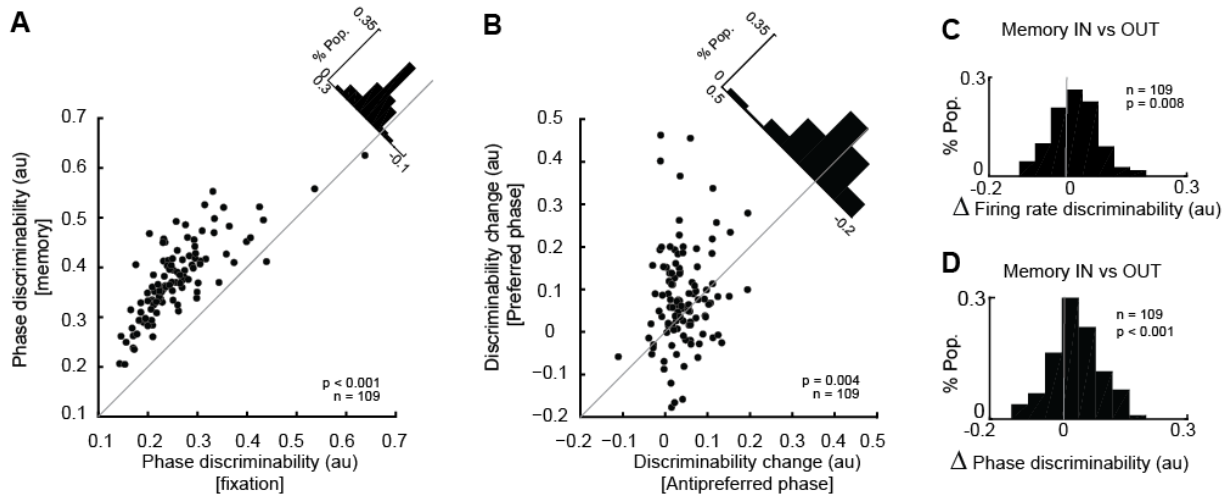 A
0.35
% Pop.
0
0.3
-0.1
0.7
0.6
0.5
0.4
0.3
0.2
0.1
Phase discriminability (au)
[memory]
p < 0.001
n = 109
0.1 0.2 0.3 0.4 0.5 0.6 0.7
Phase discriminability (au)
[fixation]
B
0.35
% Pop.
0
0.5
-0.2
0.5
0.4
0.3
0.2
0.1
0
−0.1
−0.2
Discriminability change (au)
[Preferred phase]
p = 0.004
n = 109
−0.2 −0.1 0 0.1 0.2 0.3 0.4 0.5
Discriminability change (au)
[Antipreferred phase]
C
Memory IN vs OUT
0.3
% Pop.
0
n = 109
p = 0.008
-0.2 0 0.3
Δ Firing rate discriminability (au)
D
Memory IN vs OUT
0.3
% Pop.
0
n = 109
p < 0.001
-0.2 0 0.3
Δ Phase discriminability (au)